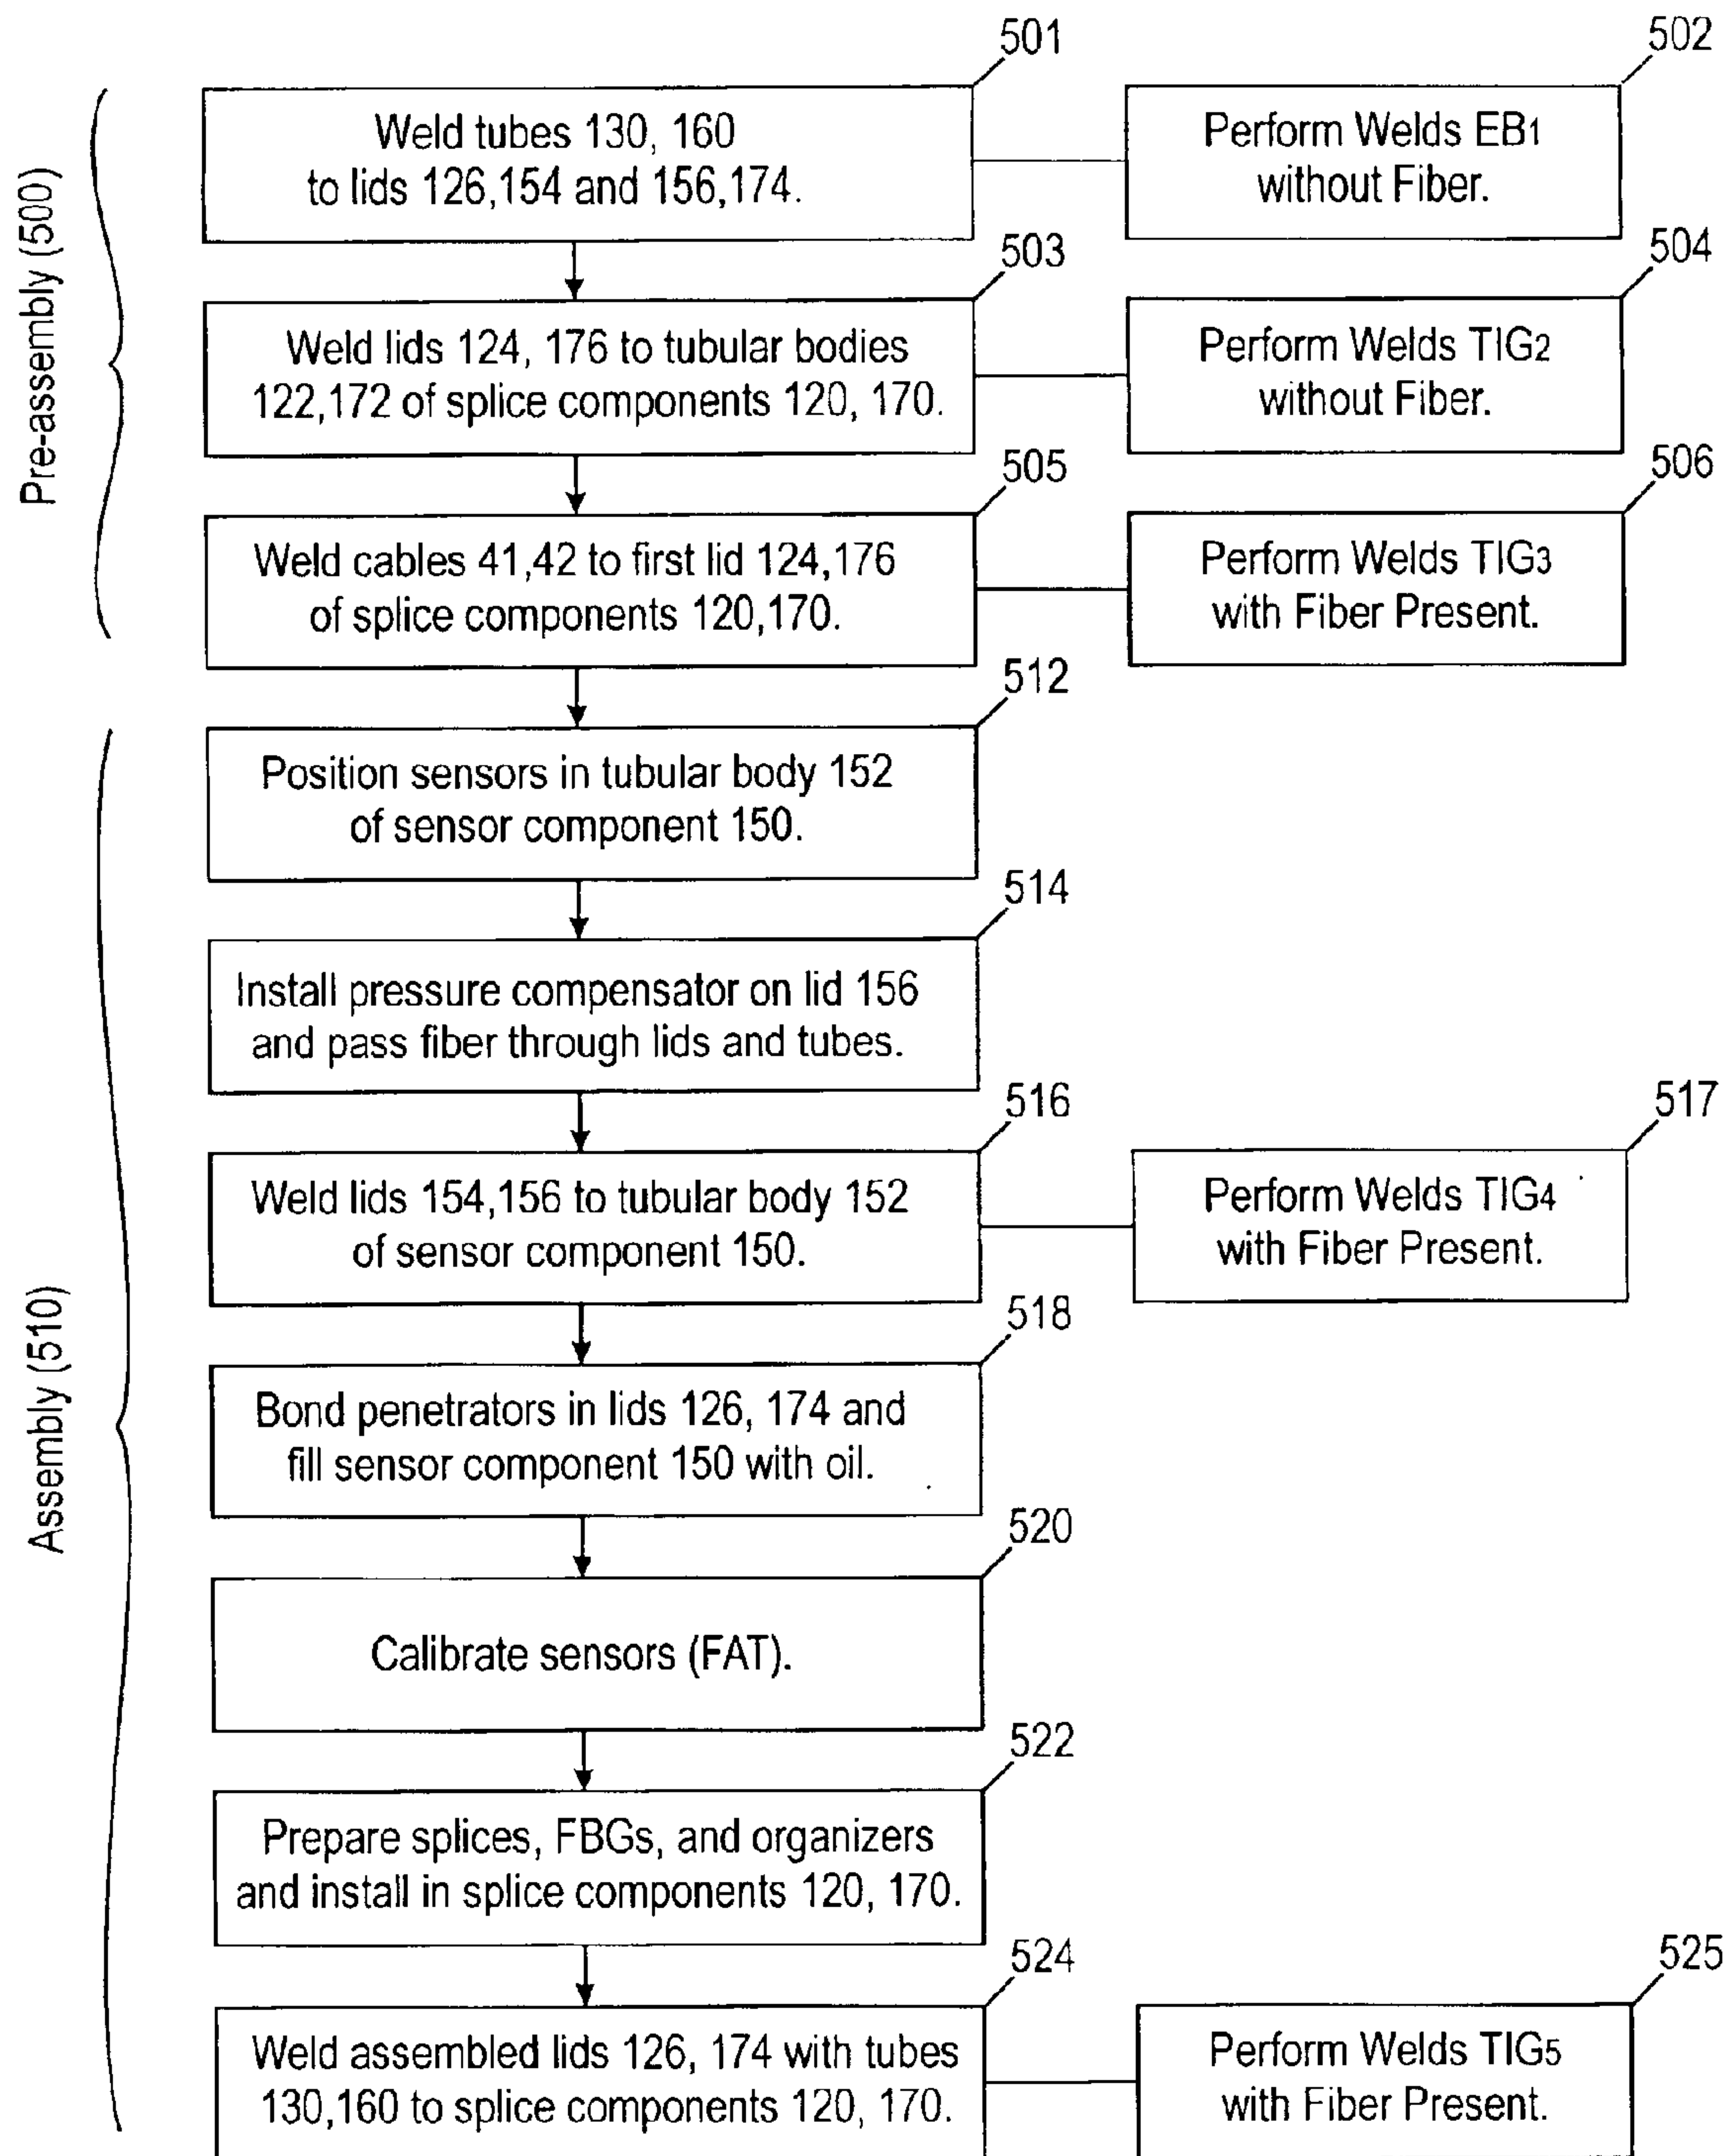 Pre-assembly (500)
501
Weld tubes 130, 160
to lids 126,154 and 156,174.
502
Perform Welds EB1
without Fiber.
503
Weld lids 124, 176 to tubular bodies
122,172 of splice components 120, 170.
504
Perform Welds TIG2
without Fiber.
505
Weld cables 41,42 to first lid 124,176
of splice components 120,170.
506
Perform Welds TIG3
with Fiber Present.
Assembly (510)
512
Position sensors in tubular body 152
of sensor component 150.
514
Install pressure compensator on lid 156
and pass fiber through lids and tubes.
516
Weld lids 154,156 to tubular body 152
of sensor component 150.
517
Perform Welds TIG4
with Fiber Present.
518
Bond penetrators in lids 126, 174 and
fill sensor component 150 with oil.
520
Calibrate sensors (FAT).
522
Prepare splices, FBGs, and organizers
and install in splice components 120, 170.
524
Weld assembled lids 126, 174 with tubes
130,160 to splice components 120, 170.
525
Perform Welds TIG5
with Fiber Present.